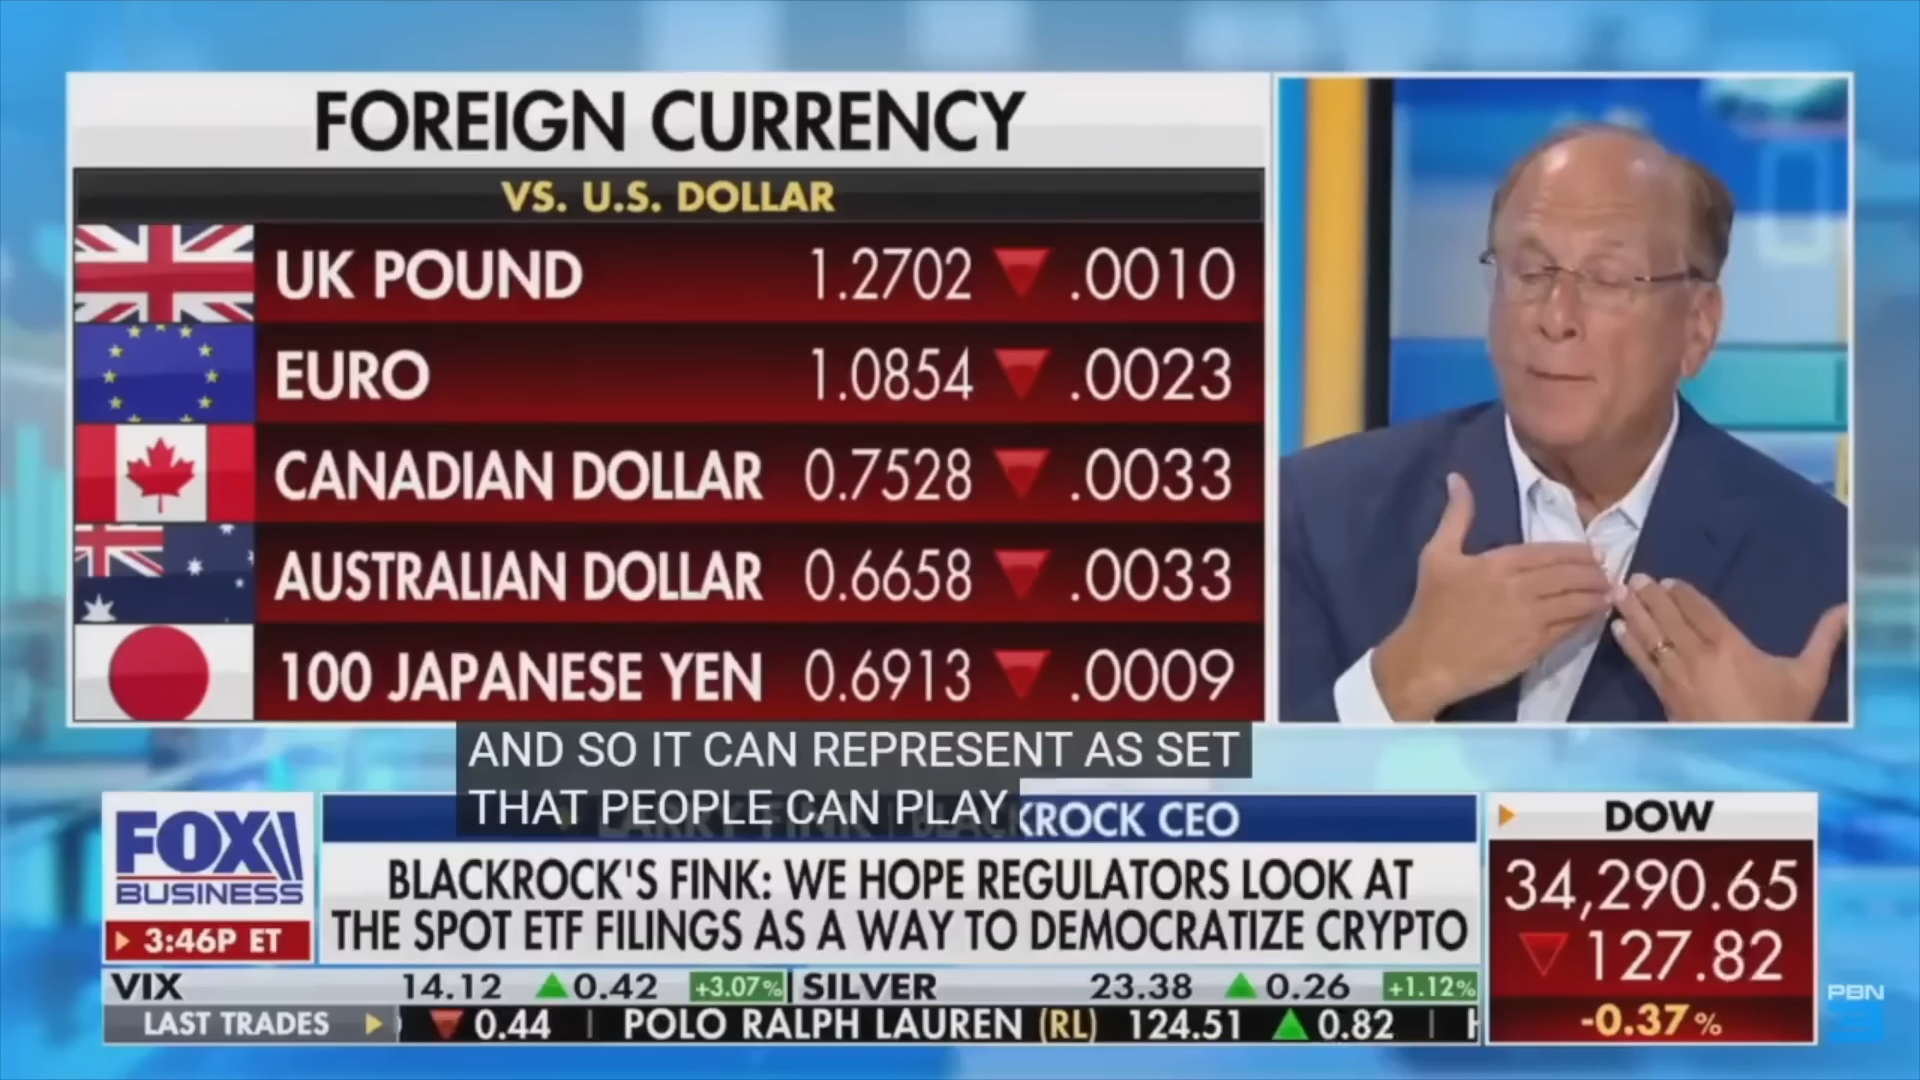 FOREIGN CURRENCY
VS. U.S. DOLLAR
UK POUND 1.2702 ▼ .0010
EURO 1.0854 ▼ .0023
CANADIAN DOLLAR 0.7528 ▼ .0033
AUSTRALIAN DOLLAR 0.6658 ▼ .0033
100 JAPANESE YEN 0.6913 ▼ .0009
AND SO IT CAN REPRESENT AS SET
THAT PEOPLE CAN PLAY
LARRY FINK | BLACKROCK CEO
BLACKROCK'S FINK: WE HOPE REGULATORS LOOK AT
THE SPOT ETF FILINGS AS A WAY TO DEMOCRATIZE CRYPTO
FOX
BUSINESS
3:46P ET
DOW
34,290.65
▼ 127.82
-0.37%
VIX 14.12 ▲ 0.42 +3.07% | SILVER 23.38 ▲ 0.26 +1.12%
LAST TRADES ▼ 0.44 | POLO RALPH LAUREN (RL) 124.51 ▲ 0.82 |
PBN